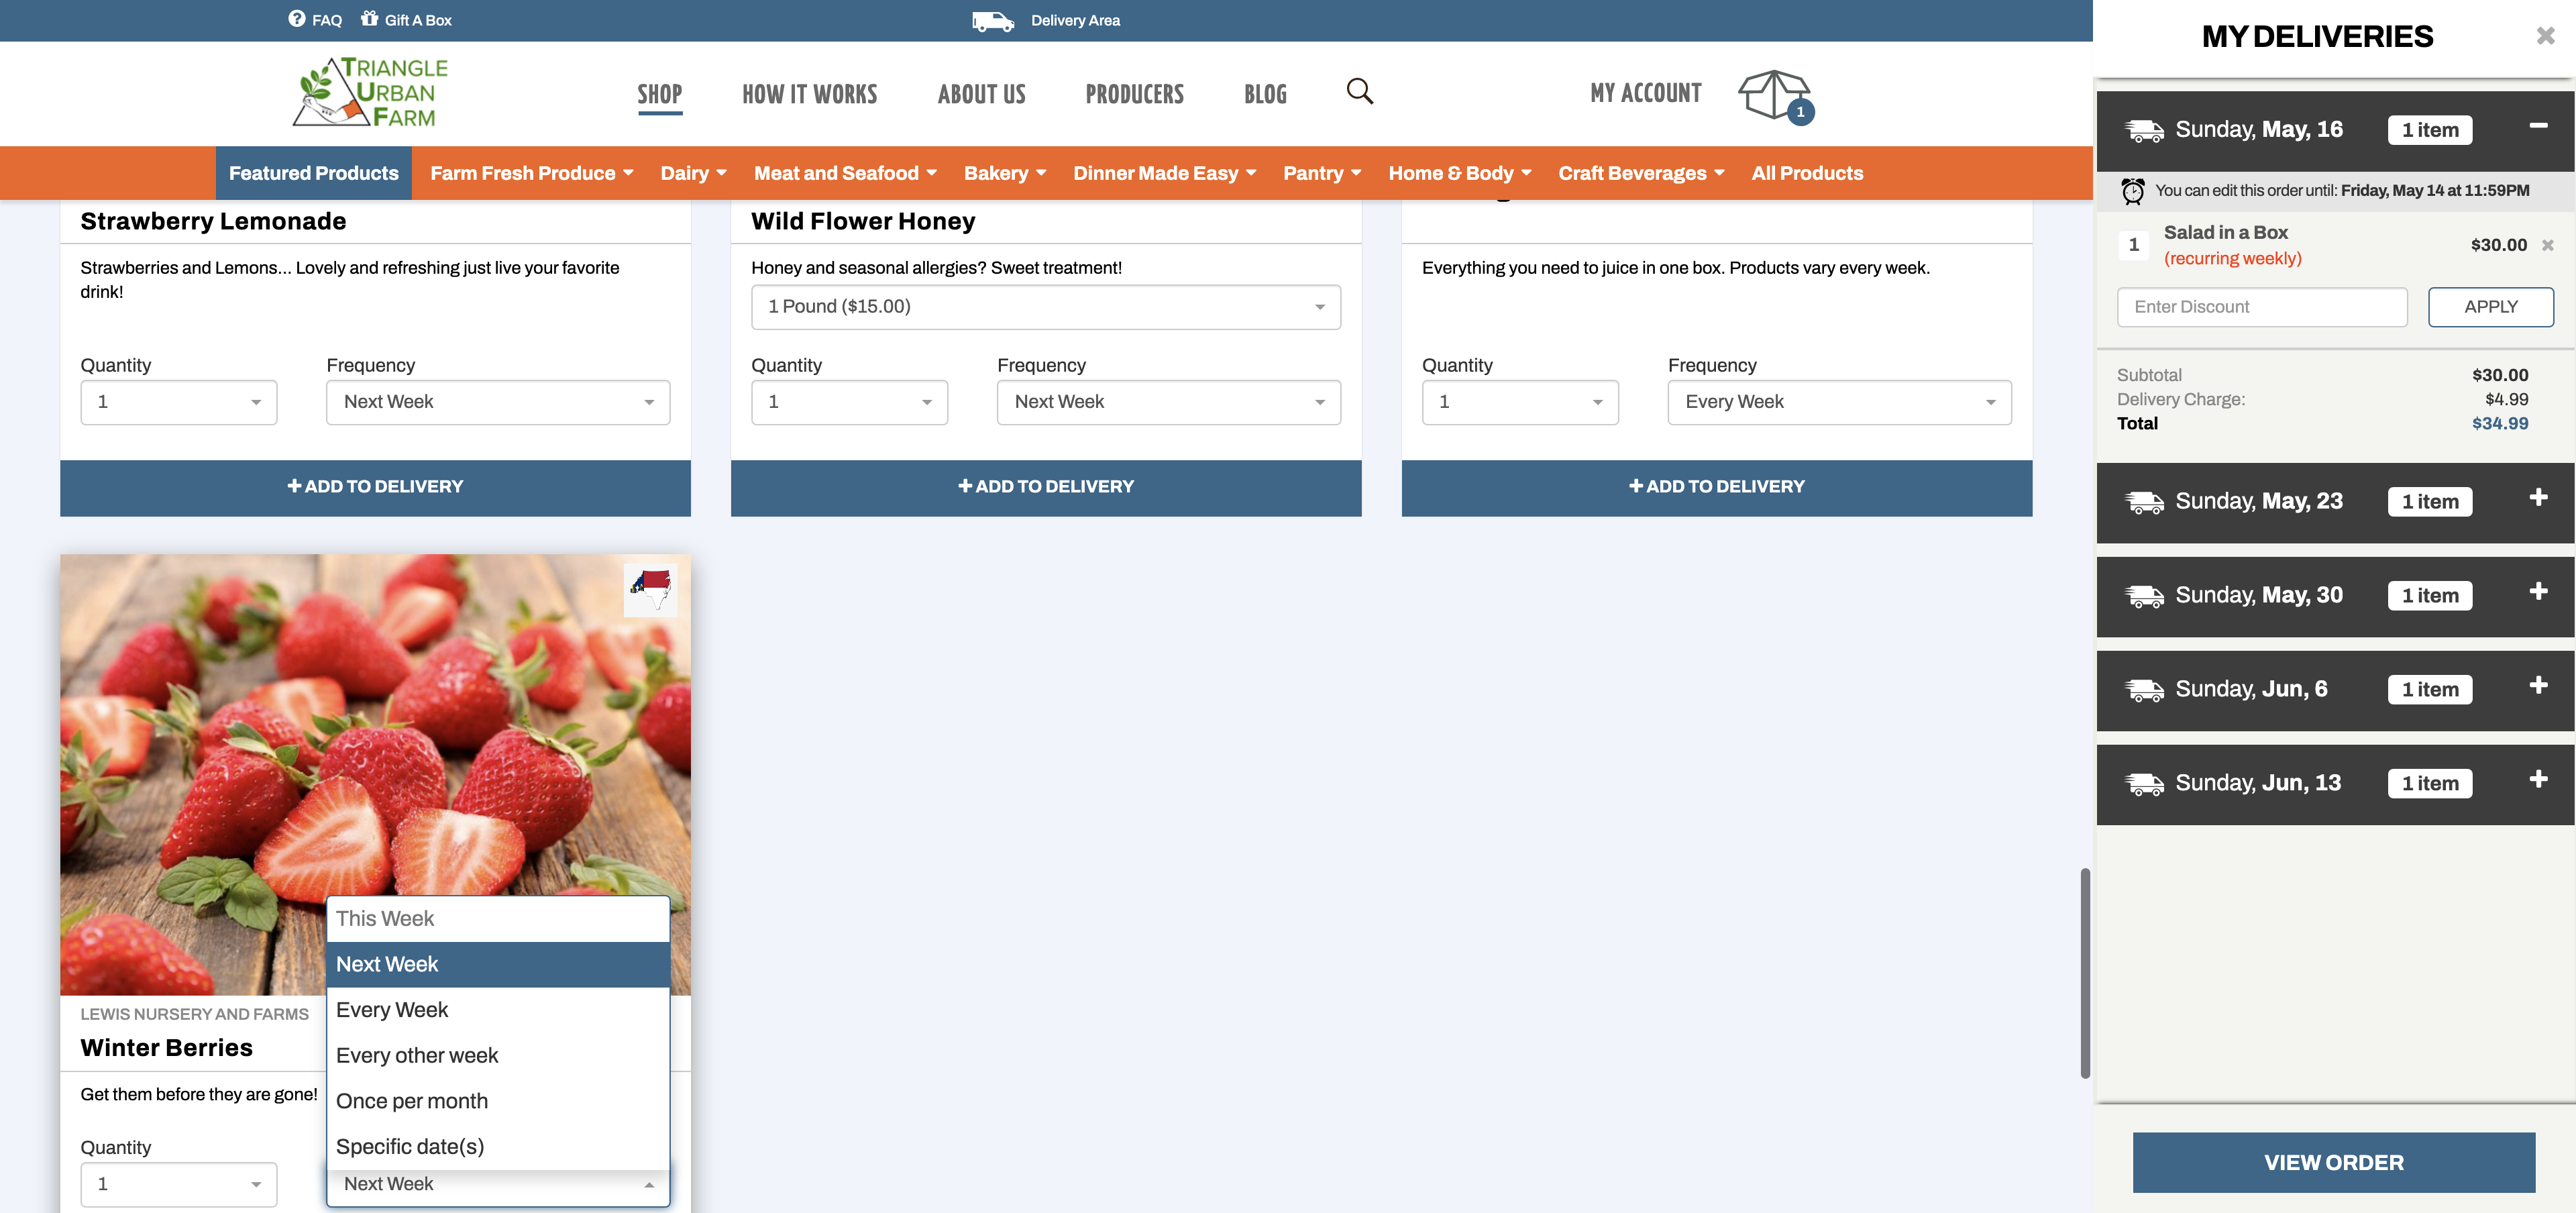 FAQ
Gift A Box
Delivery Area
TRIANGLE
URBAN
FARM
SHOP
HOW IT WORKS
ABOUT US
PRODUCERS
BLOG
MY ACCOUNT
1
Featured Products
Farm Fresh Produce
Dairy
Meat and Seafood
Bakery
Dinner Made Easy
Pantry
Home & Body
Craft Beverages
All Products
Strawberry Lemonade
Strawberries and Lemons... Lovely and refreshing just live your favorite
drink!
Quantity
Frequency
1
Next Week
ADD TO DELIVERY
Wild Flower Honey
Honey and seasonal allergies? Sweet treatment!
1 Pound ($15.00)
Quantity
Frequency
1
Next Week
ADD TO DELIVERY
Everything you need to juice in one box. Products vary every week.
Quantity
Frequency
1
Every Week
ADD TO DELIVERY
LEWIS NURSERY AND FARMS
Winter Berries
Get them before they are gone!
Quantity
1
This Week
Next Week
Every Week
Every other week
Once per month
Specific date(s)
Next Week
MY DELIVERIES
Sunday, May, 16
1 item
You can edit this order until: Friday, May 14 at 11:59PM
1
Salad in a Box
(recurring weekly)
$30.00
Enter Discount
APPLY
Subtotal
$30.00
Delivery Charge:
$4.99
Total
$34.99
Sunday, May, 23
1 item
Sunday, May, 30
1 item
Sunday, Jun, 6
1 item
Sunday, Jun, 13
1 item
VIEW ORDER